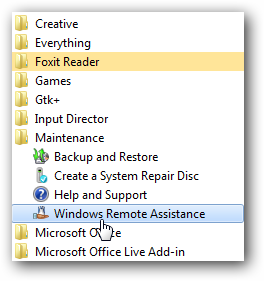 Creative
Everything
Foxit Reader
Games
Gtk+
Input Director
Maintenance
Backup and Restore
Create a System Repair Disc
Help and Support
Windows Remote Assistance
Microsoft Office
Microsoft Office Live Add-in